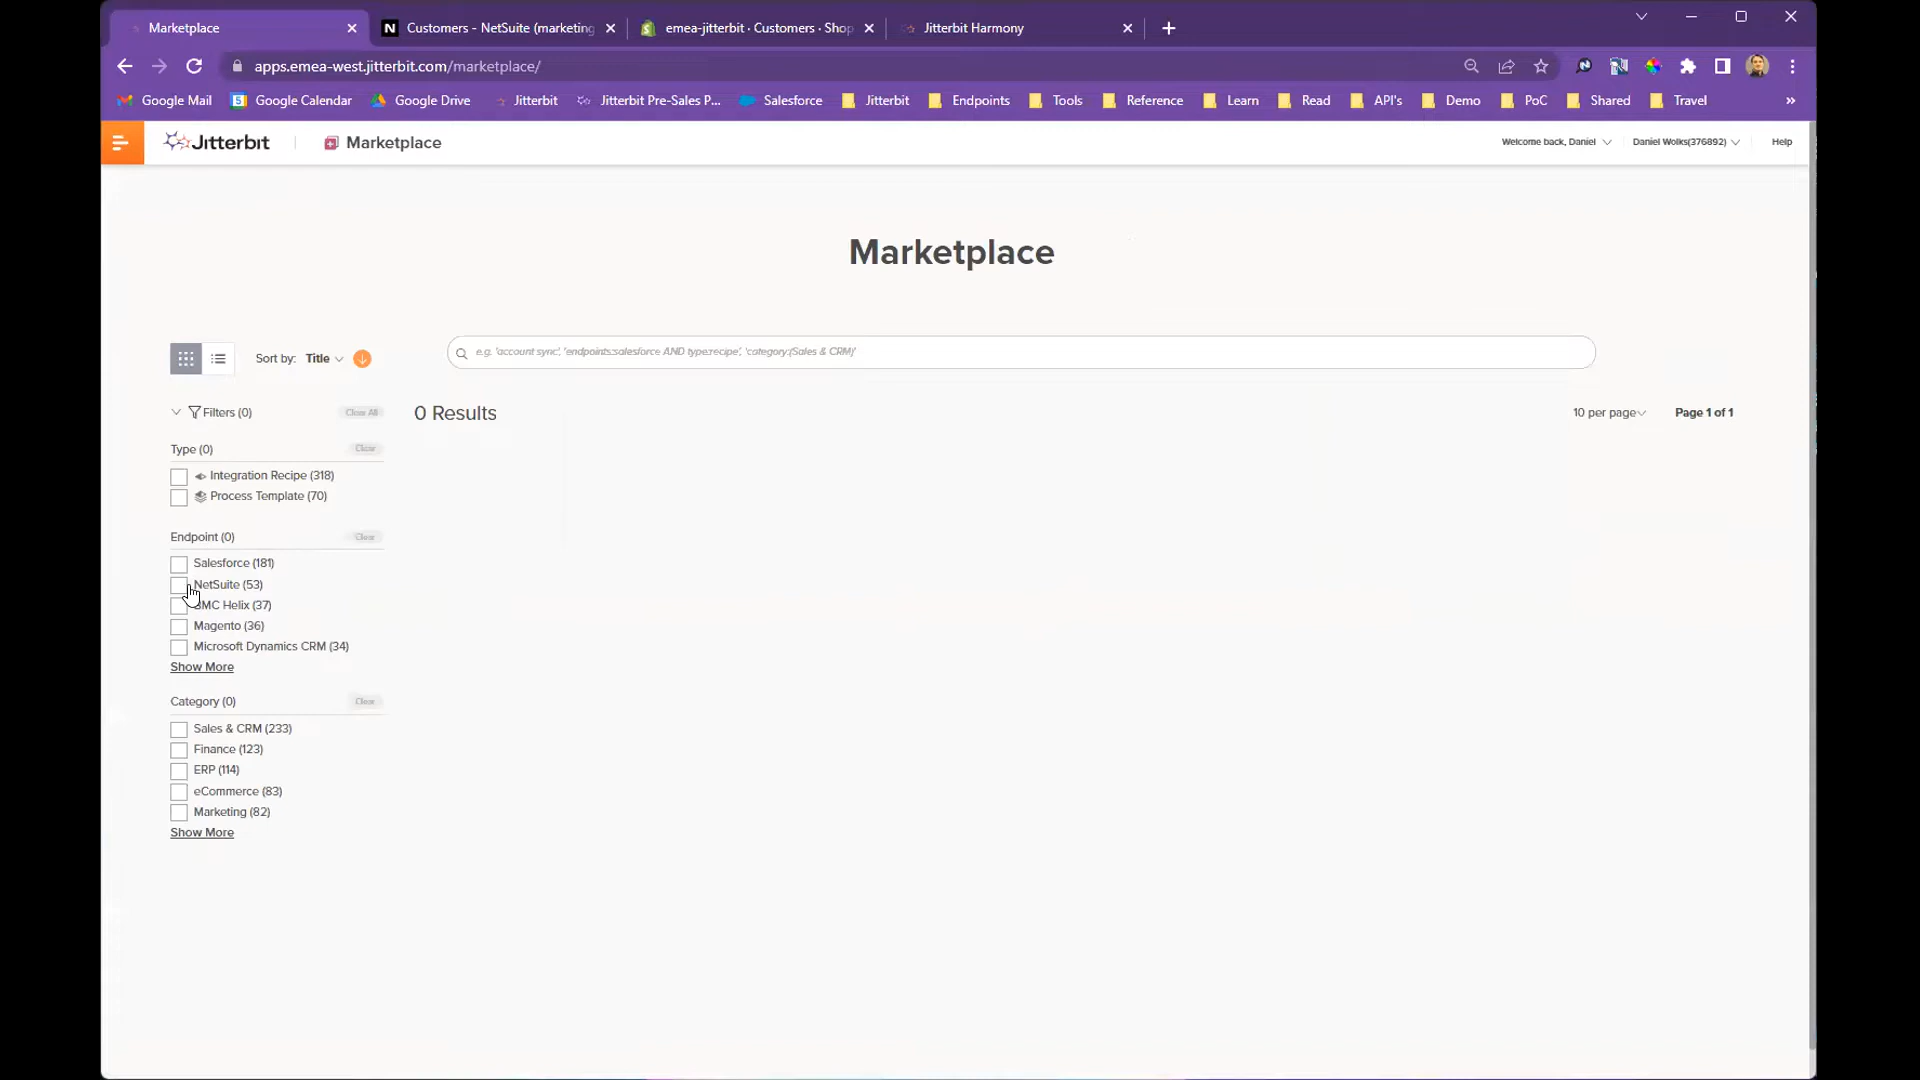 Marketplace
Customers - NetSuite (marketing
emea-jitterbit · Customers · Shop
Jitterbit Harmony
apps.emea-west.jitterbit.com/marketplace/
Google Mail
5 Google Calendar
Google Drive
Jitterbit
Jitterbit Pre-Sales P...
Salesforce
Jitterbit
Endpoints
Tools
Reference
Learn
Read
API's
Demo
PoC
Shared
Travel
»
Jitterbit
Marketplace
Welcome back, Daniel
Daniel Wolks(376892)
Help
Marketplace
Sort by: Title
e.g. 'account sync', 'endpoints:salesforce AND type:recipe', 'category:(Sales & CRM)'
Filters (0)
Clear All
0 Results
10 per page
Page 1 of 1
Type (0)
Clear
Integration Recipe (318)
Process Template (70)
Endpoint (0)
Clear
Salesforce (181)
NetSuite (53)
BMC Helix (37)
Magento (36)
Microsoft Dynamics CRM (34)
Show More
Category (0)
Clear
Sales & CRM (233)
Finance (123)
ERP (114)
eCommerce (83)
Marketing (82)
Show More